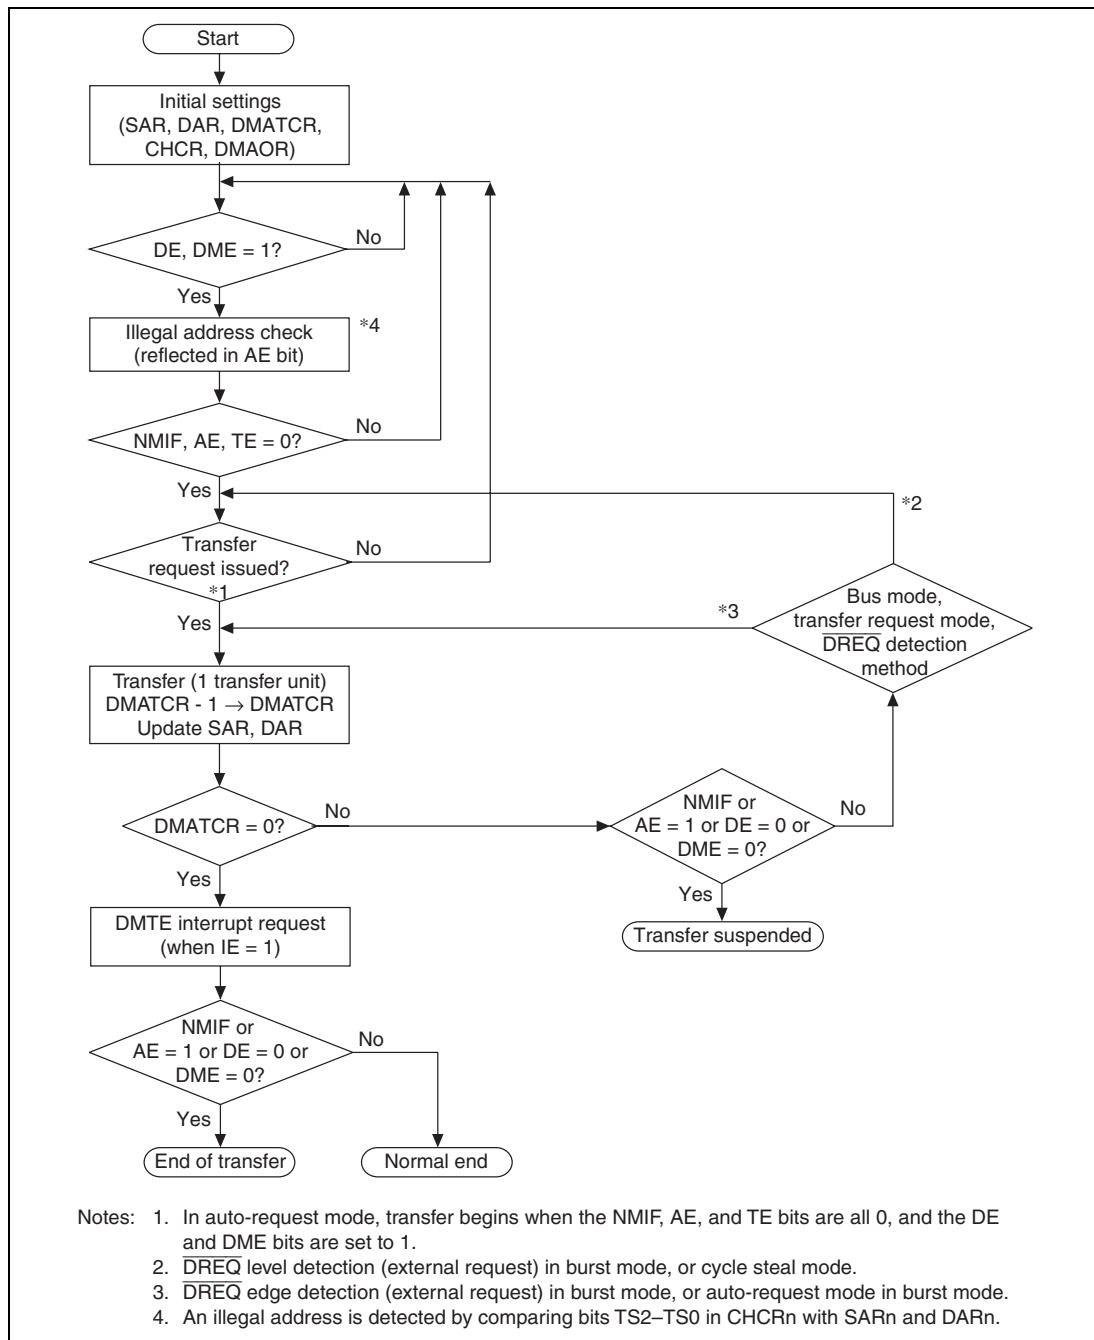 Start
Initial settings
(SAR, DAR, DMATCR,
CHCR, DMAOR)
DE, DME = 1?
No
Yes
Illegal address check
(reflected in AE bit)
*4
NMIF, AE, TE = 0?
No
Yes
*2
Transfer
request issued?
*1
No
Bus mode,
transfer request mode,
DREQ detection
method
*3
Yes
Transfer (1 transfer unit)
DMATCR - 1 → DMATCR
Update SAR, DAR
DMATCR = 0?
No
NMIF or
AE = 1 or DE = 0 or
DME = 0?
No
Yes
Transfer suspended
Yes
DMTE interrupt request
(when IE = 1)
NMIF or
AE = 1 or DE = 0 or
DME = 0?
No
Yes
End of transfer
Normal end
Notes: 1. In auto-request mode, transfer begins when the NMIF, AE, and TE bits are all 0, and the DE
and DME bits are set to 1.
2. DREQ level detection (external request) in burst mode, or cycle steal mode.
3. DREQ edge detection (external request) in burst mode, or auto-request mode in burst mode.
4. An illegal address is detected by comparing bits TS2–TS0 in CHCRn with SARn and DARn.